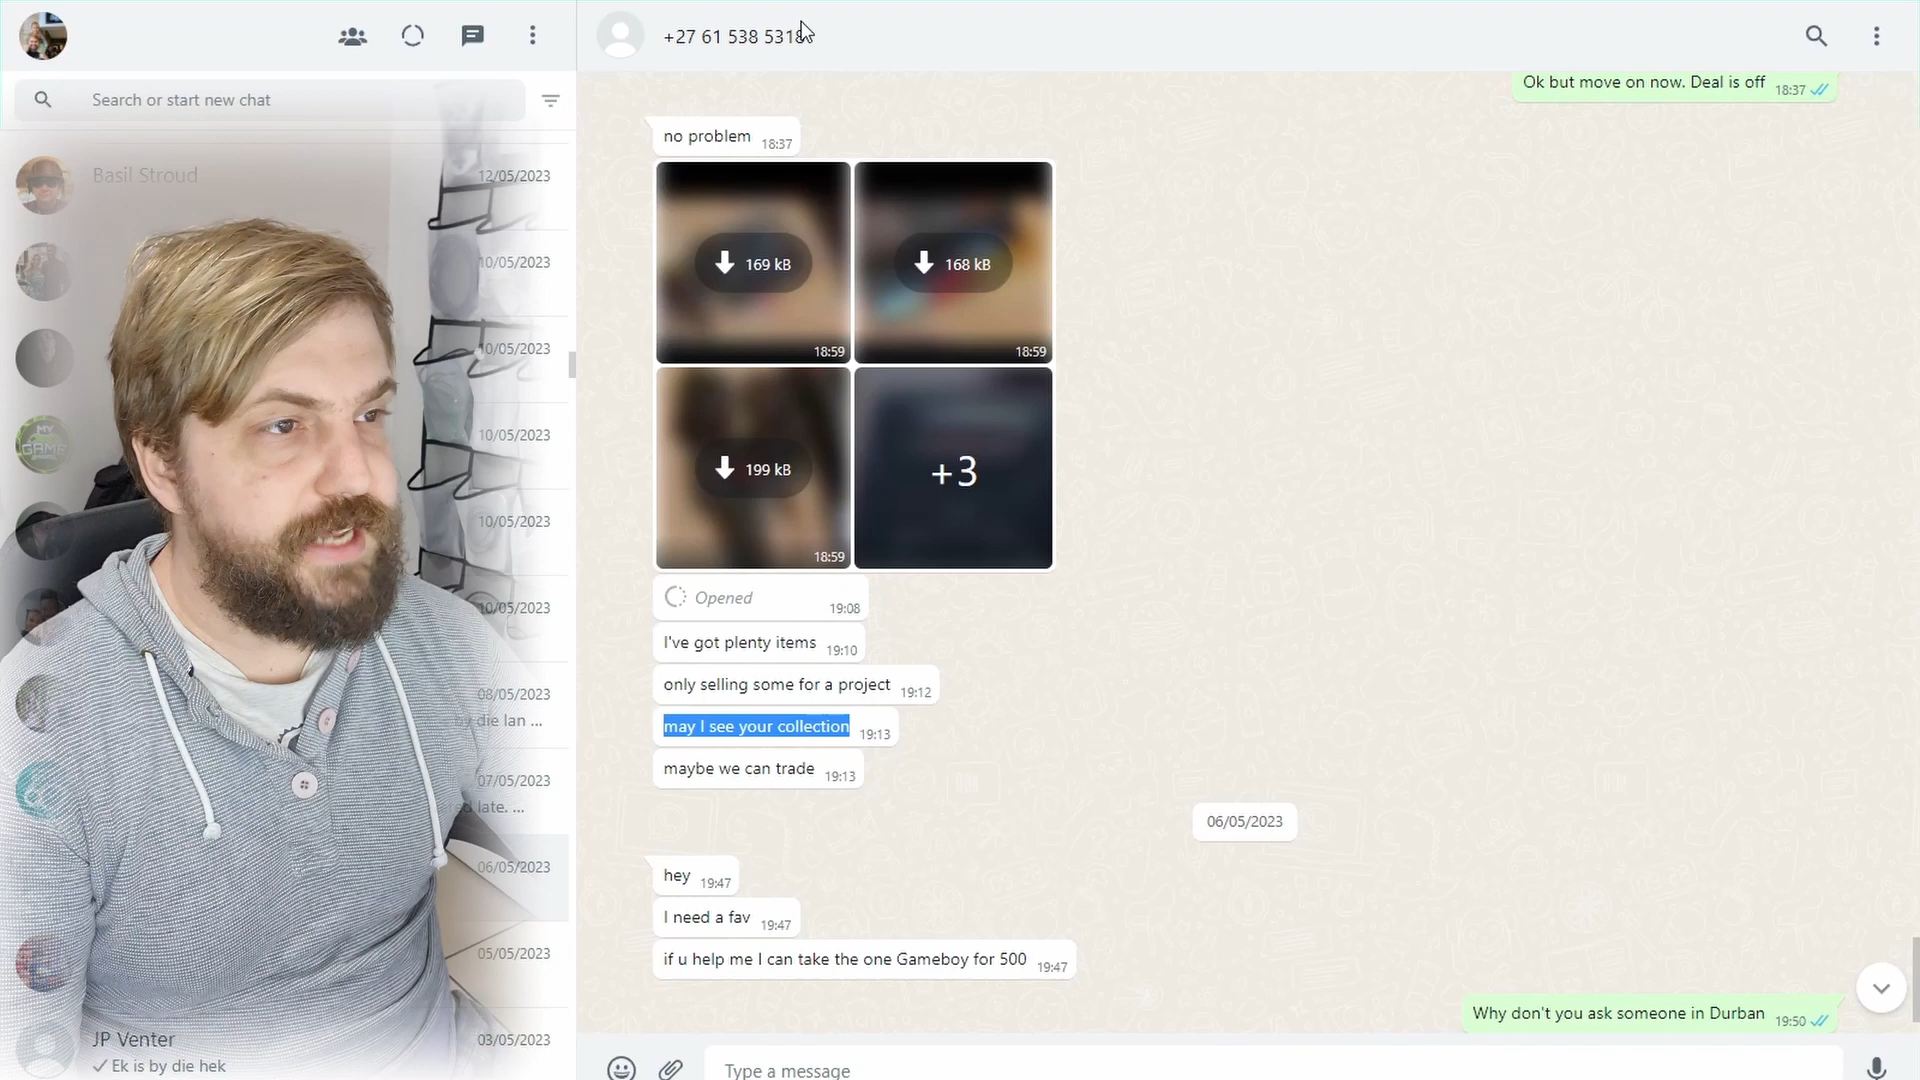 +27 61 538 5318
Search or start new chat
Basil Stroud
12/05/2023
10/05/2023
10/05/2023
MY
GAME
10/05/2023
10/05/2023
10/05/2023
08/05/2023
die lan ...
07/05/2023
late. ...
06/05/2023
05/05/2023
JP Venter
03/05/2023
Ek is by die hek
Ok but move on now. Deal is off 18:37
no problem 18:37
169 kB
168 kB
18:59
18:59
199 kB
+3
18:59
Opened 19:08
I've got plenty items 19:10
only selling some for a project 19:12
may I see your collection 19:13
maybe we can trade 19:13
06/05/2023
hey 19:47
I need a fav 19:47
if u help me I can take the one Gameboy for 500 19:47
Why don't you ask someone in Durban 19:50
Type a message